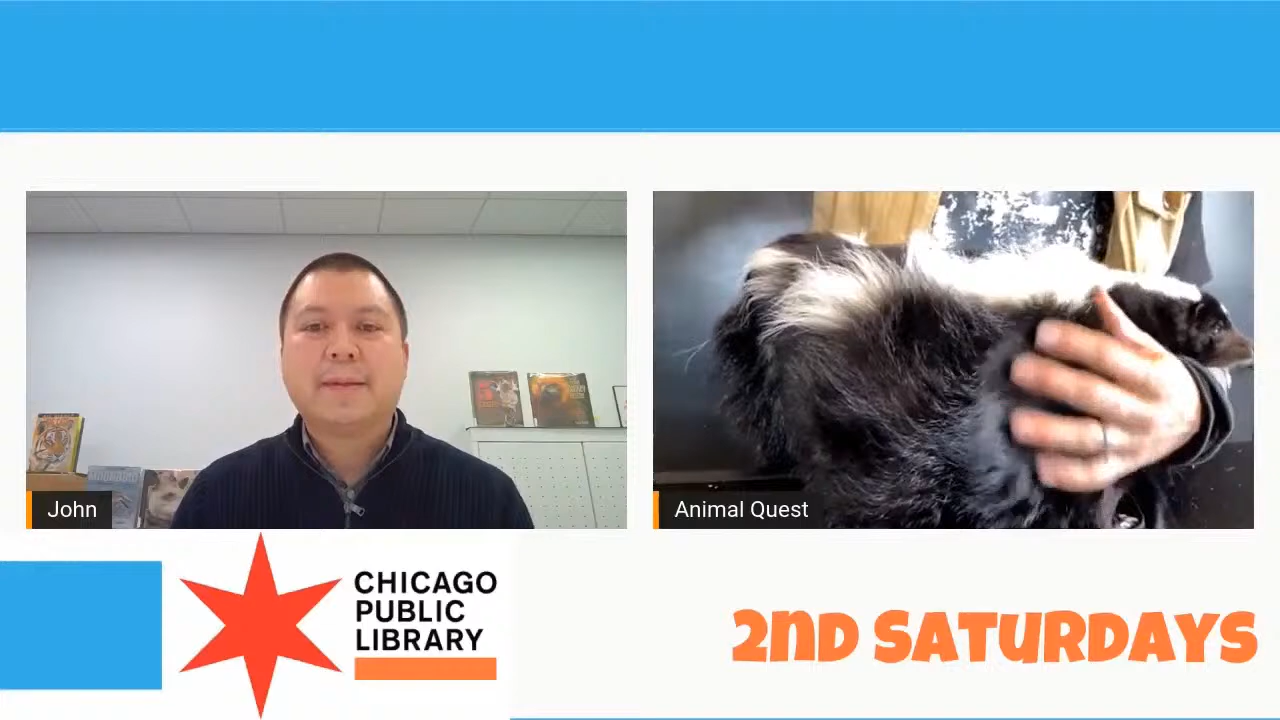 John
Animal Quest
CHICAGO
PUBLIC
LIBRARY
2ND SATURDAYS